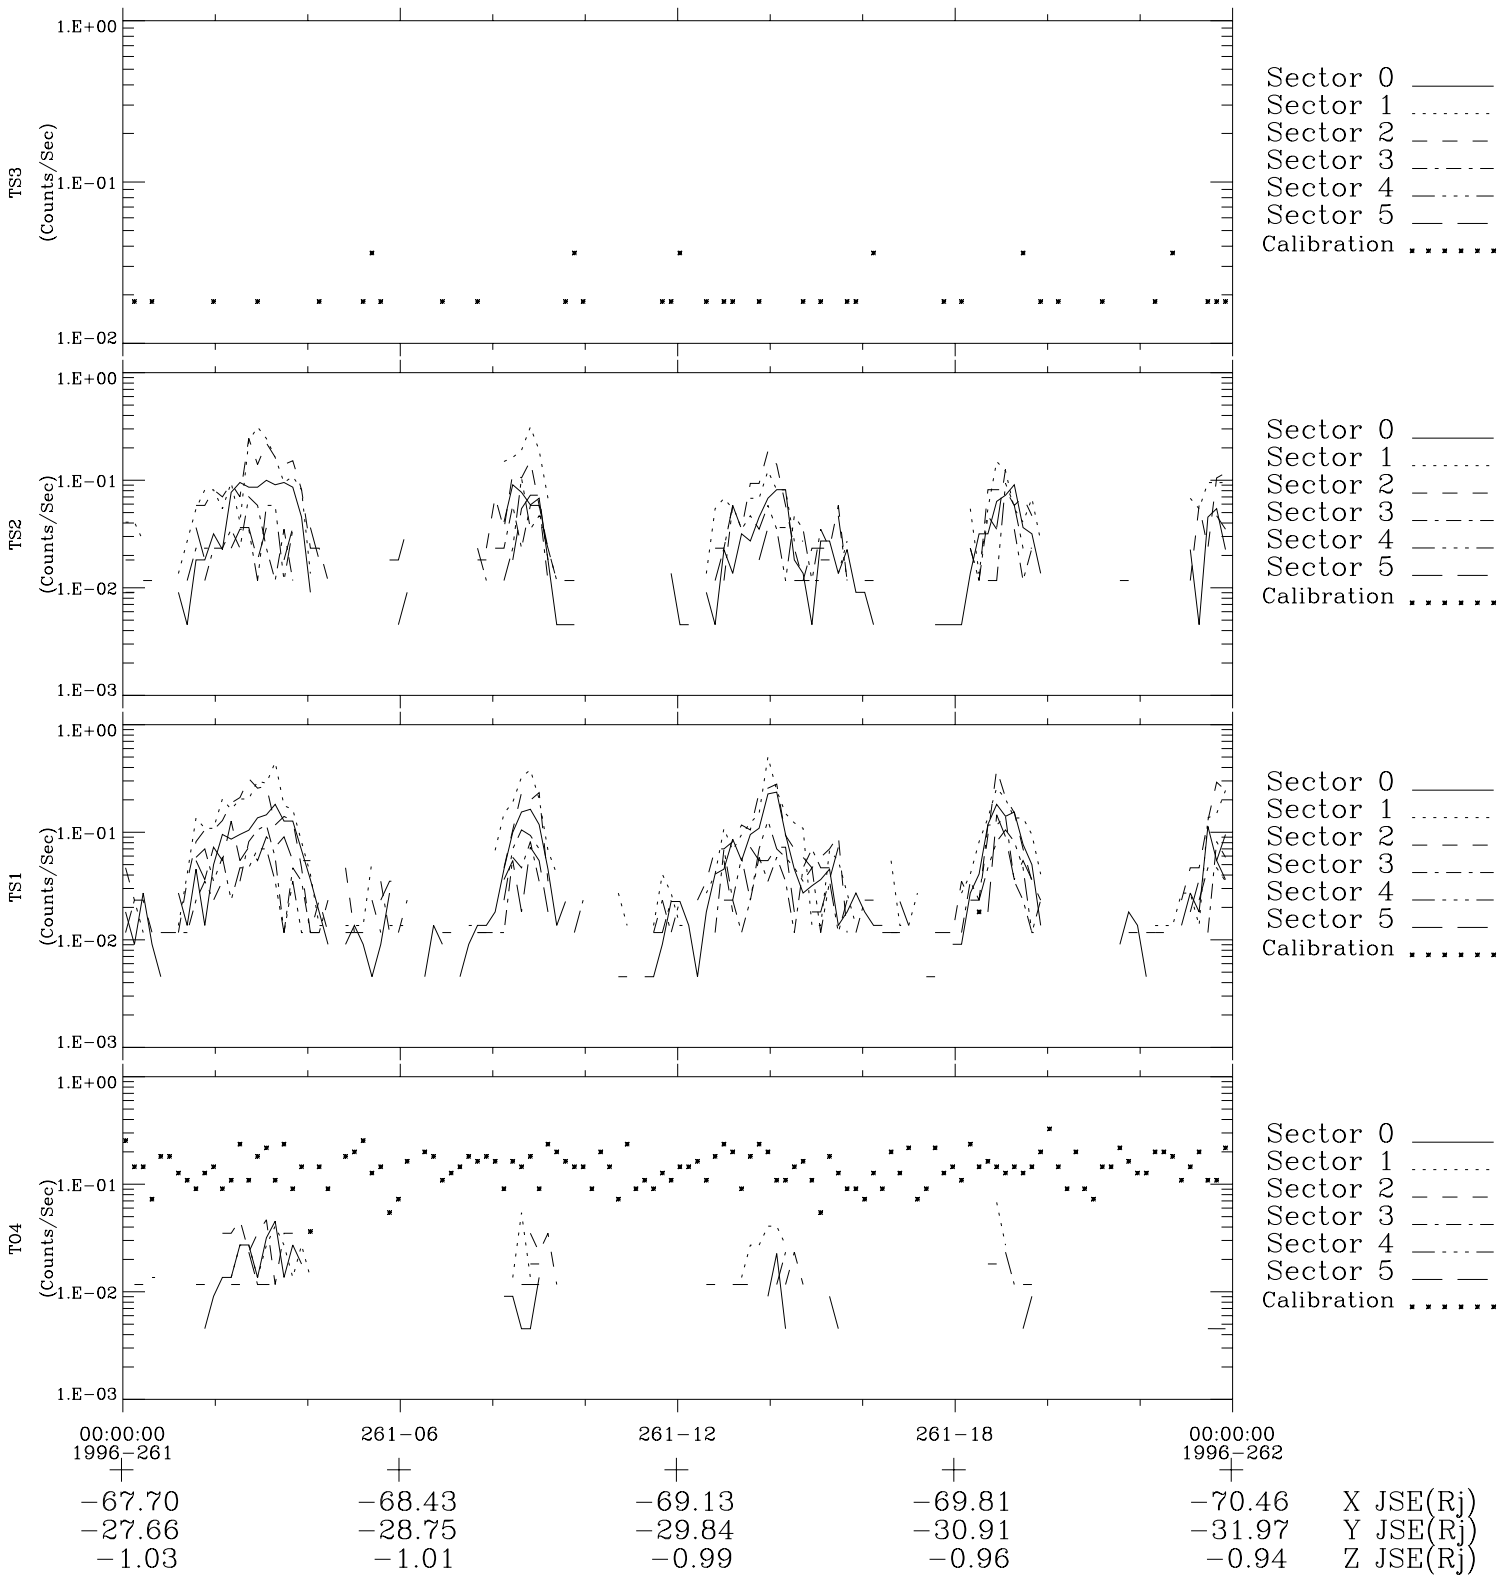 1.E+00
1.E-01
1.E-02
TS3
(Counts/Sec)
Sector 0
Sector 1
Sector 2
Sector 3
Sector 4
Sector 5
Calibration
1.E+00
1.E-01
1.E-02
1.E-03
TS2
(Counts/Sec)
Sector 0
Sector 1
Sector 2
Sector 3
Sector 4
Sector 5
Calibration
1.E+00
1.E-01
1.E-02
1.E-03
TS1
(Counts/Sec)
Sector 0
Sector 1
Sector 2
Sector 3
Sector 4
Sector 5
Calibration
1.E+00
1.E-01
1.E-02
1.E-03
TO4
(Counts/Sec)
Sector 0
Sector 1
Sector 2
Sector 3
Sector 4
Sector 5
Calibration
00:00:00 261-06 261-12 261-18 00:00:00
1996-261 1996-262
-67.70 -68.43 -69.13 -69.81 -70.46 X JSE(Rj)
-27.66 -28.75 -29.84 -30.91 -31.97 Y JSE(Rj)
-1.03 -1.01 -0.99 -0.96 -0.94 Z JSE(Rj)